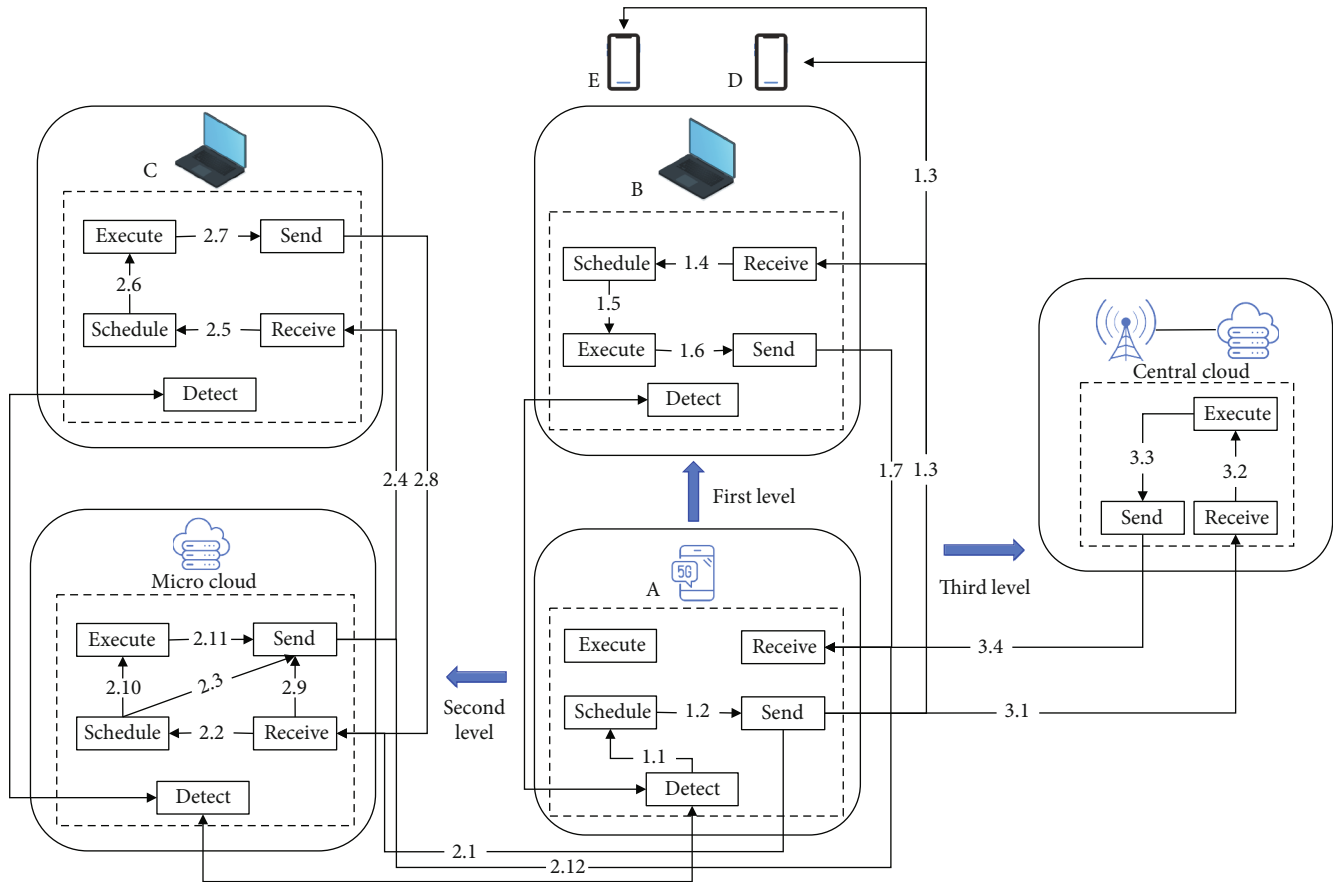 E
D
C
B
1.3
Execute
2.7
Send
2.6
Schedule
2.5
Receive
Detect
Schedule
1.4
Receive
1.5
Execute
1.6
Send
Detect
Central cloud
Execute
3.3
3.2
Send
Receive
2.4
2.8
1.7
1.3
First level
Third level
Second
level
Micro cloud
Execute
2.11
Send
2.10
2.3
2.9
Schedule
2.2
Receive
Detect
5G
A
Execute
Receive
3.4
Schedule
1.2
Send
3.1
1.1
Detect
2.1
2.12